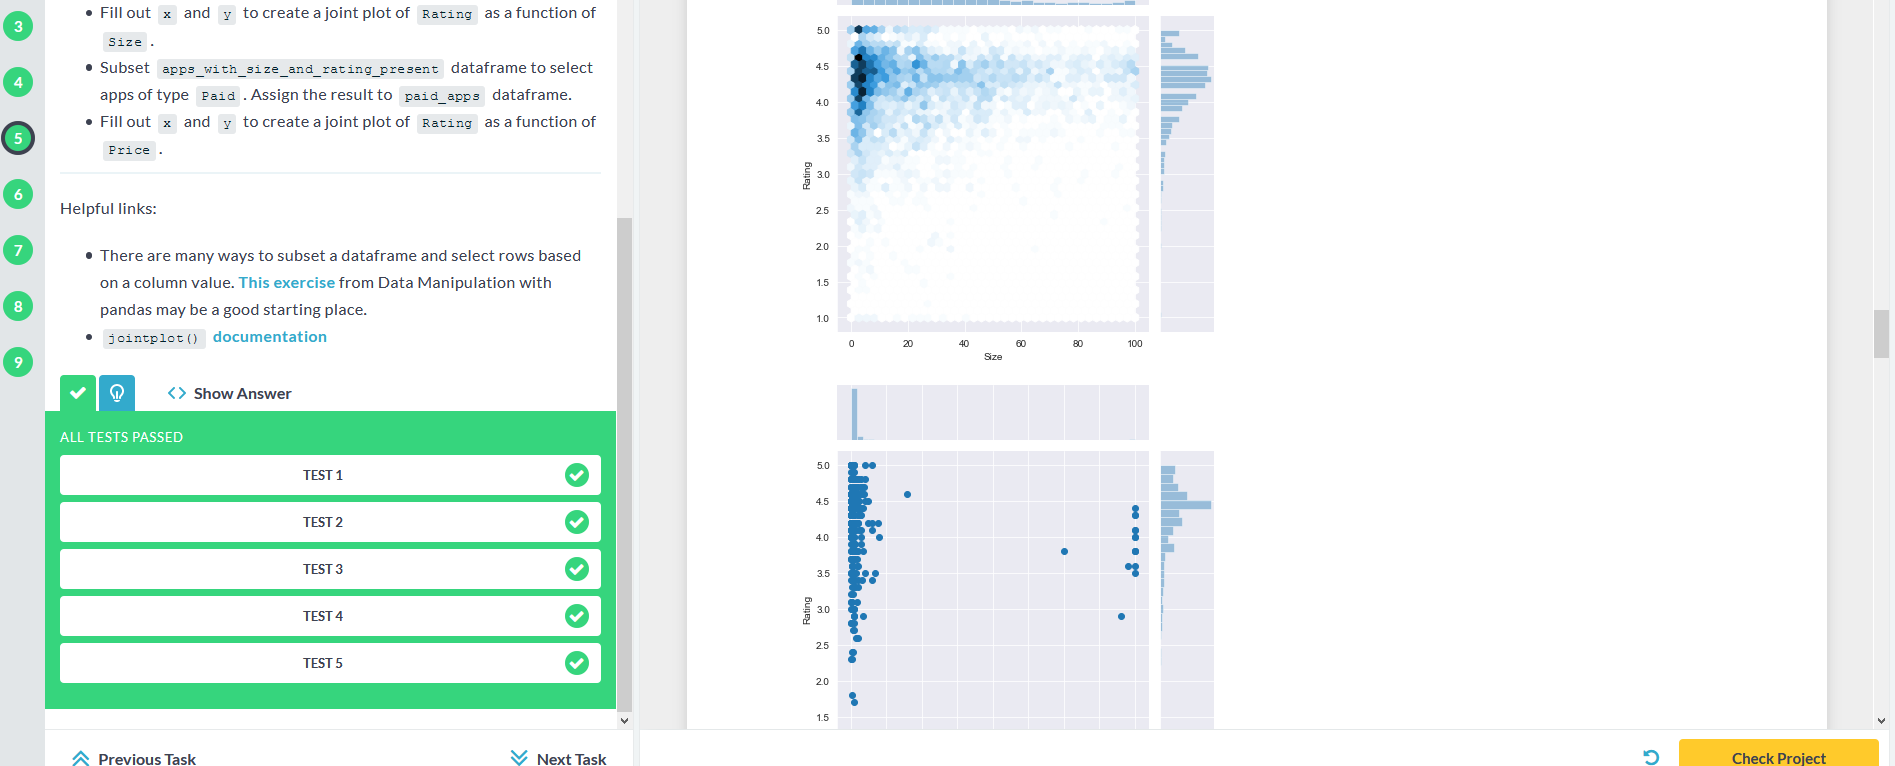 3
4
5
6
7
8
9
Fill out x and y to create a joint plot of Rating as a function of
Size .
Subset apps_with_size_and_rating_present dataframe to select
apps of type Paid . Assign the result to paid_apps dataframe.
Fill out x and y to create a joint plot of Rating as a function of
Price .
Helpful links:
There are many ways to subset a dataframe and select rows based
on a column value. This exercise from Data Manipulation with
pandas may be a good starting place.
jointplot() documentation
<> Show Answer
ALL TESTS PASSED
TEST 1
TEST 2
TEST 3
TEST 4
TEST 5
Previous Task
Next Task
5.0
4.5
4.0
3.5
3.0
2.5
2.0
1.5
1.0
Rating
0 20 40 60 80 100
Size
5.0
4.5
4.0
3.5
3.0
2.5
2.0
1.5
Rating
Check Project